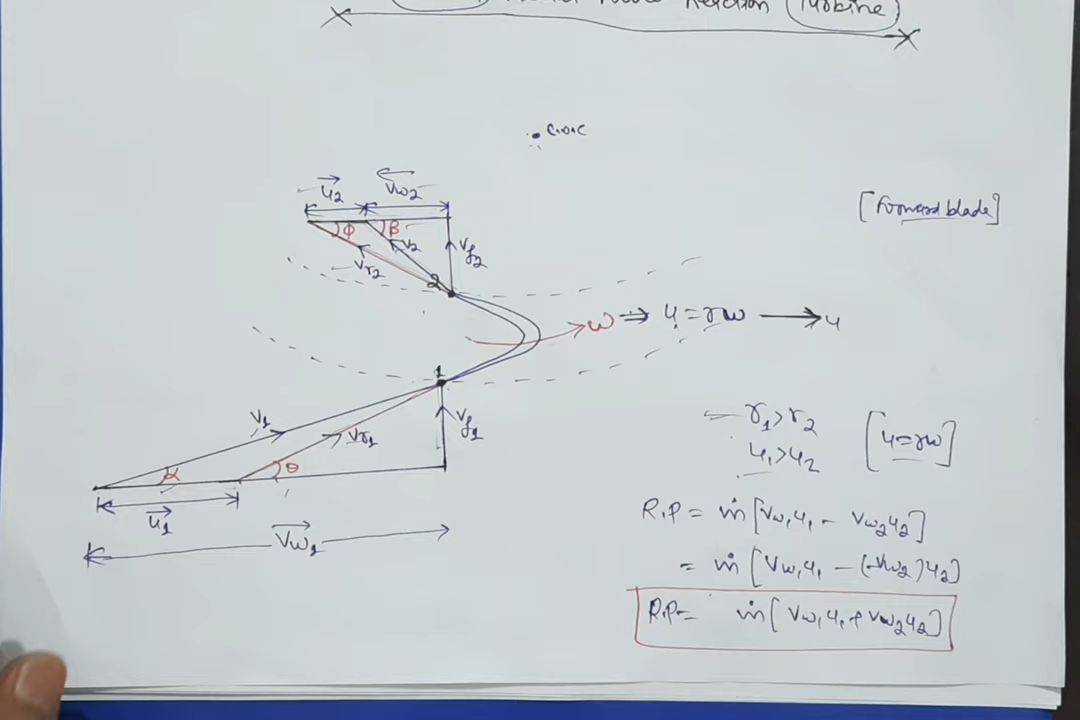 Reaction (Turbine)
C.O.C
u2 Vw2
[Forward blade]
φ β V2 Vf2
Vr2 2
ω ⇒ u = rω → u
1
V1 Vr1 Vf1
α θ
r1 > r2
u1 > u2 [u = rω]
u1
Vw1
R.P = ṁ [Vw1u1 - Vw2u2]
= ṁ [Vw1u1 - (-Vw2)u2]
R.P = ṁ [Vw1u1 + Vw2u2]